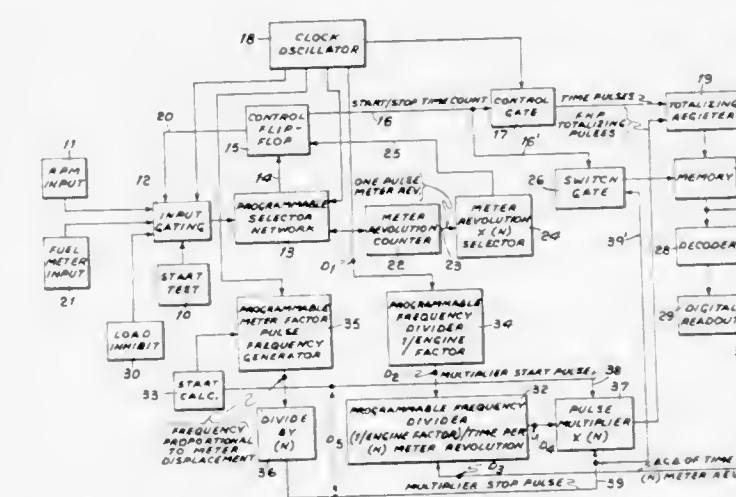 18
CLOCK
OSCILLATOR
19
20
START/STOP TIME COUNT
16
CONTROL
GATE
17
TIME PULSES
F.H.P.
TOTALIZING
PULSES
TOTALIZING
REGISTER
CONTROL
FLIP-
FLOP
15
25
16'
11
RPM
INPUT
12
14
26
SWITCH
GATE
MEMORY
ONE PULSE
METER REV.
INPUT
GATING
PROGRAMMABLE
SELECTOR
NETWORK
13
METER
REVOLUTION
COUNTER
22
23
METER
REVOLUTION
X (N)
SELECTOR
24
39'
28
DECODER
FUEL
METER
INPUT
21
D1
START
TEST
10
29
DIGITAL
READOUT
LOAD
INHIBIT
30
PROGRAMMABLE
METER FACTOR
PULSE
FREQUENCY
GENERATOR
35
PROGRAMMABLE
FREQUENCY
DIVIDER
1/ENGINE
FACTOR
34
33
START
CALC.
D2
MULTIPLIER START PULSE
38
32
37
FREQUENCY
PROPORTIONAL
TO METER
DISPLACEMENT
DIVIDE
BY (N)
36
D5
PROGRAMMABLE FREQUENCY
DIVIDER
(1/ENGINE FACTOR)/TIME PER
(N) METER REVOLUTION
D4
PULSE
MULTIPLIER
X (N)
D3
OF TIME
(N) METER REV
MULTIPLIER STOP PULSE
39